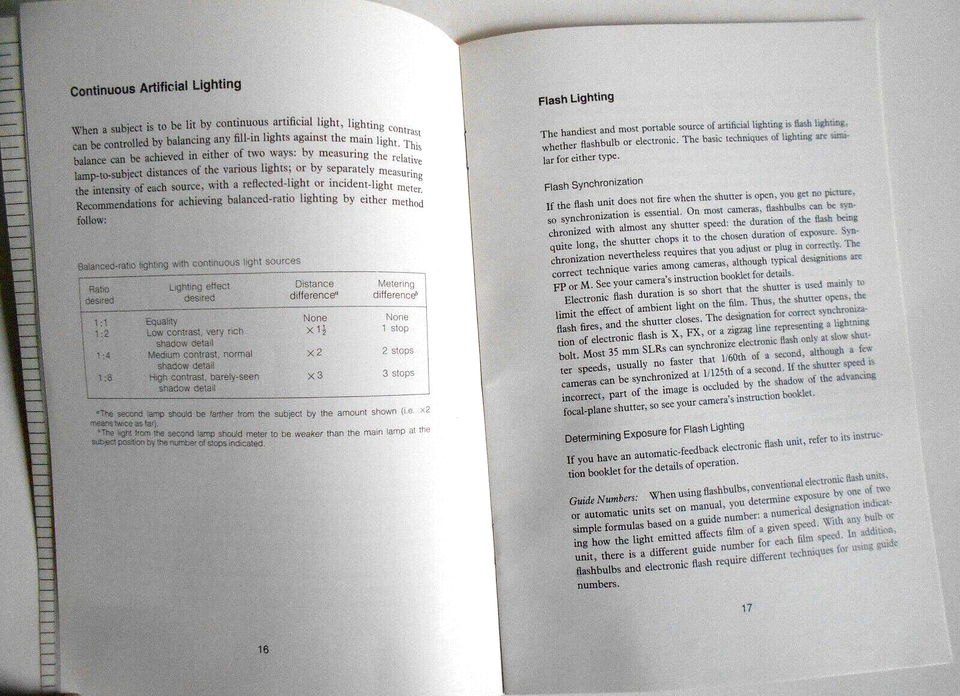 Continuous Artificial Lighting
When a subject is to be lit by continuous artificial light, lighting contrast
can be controlled by balancing any fill-in lights against the main light. This
balance can be achieved in either of two ways: by measuring the relative
lamp-to-subject distances of the various lights; or by separately measuring
the intensity of each source, with a reflected-light or incident-light meter.
Recommendations for achieving balanced-ratio lighting by either method
follow:
Balanced-ratio lighting with continuous light sources
Ratio desired Lighting effect desired Distance differenceᵃ Metering differenceᵇ
1:1 Equality None None
1:2 Low contrast, very rich ×1½ 1 stop
shadow detail
1:4 Medium contrast, normal ×2 2 stops
shadow detail
1:8 High contrast, barely-seen ×3 3 stops
shadow detail
ᵃThe second lamp should be farther from the subject by the amount shown (i.e. ×2
means twice as far).
ᵇThe light from the second lamp should meter to be weaker than the main lamp at the
subject position by the number of stops indicated.
16
Flash Lighting
The handiest and most portable source of artificial lighting is flash lighting,
whether flashbulb or electronic. The basic techniques of lighting are simi-
lar for either type.
Flash Synchronization
If the flash unit does not fire when the shutter is open, you get no picture,
so synchronization is essential. On most cameras, flashbulbs can be syn-
chronized with almost any shutter speed: the duration of the flash being
quite long, the shutter chops it to the chosen duration of exposure. Syn-
chronization nevertheless requires that you adjust or plug in correctly. The
correct technique varies among cameras, although typical designitions are
FP or M. See your camera's instruction booklet for details.
Electronic flash duration is so short that the shutter is used mainly to
limit the effect of ambient light on the film. Thus, the shutter opens, the
flash fires, and the shutter closes. The designation for correct synchroniza-
tion of electronic flash is X, FX, or a zigzag line representing a lightning
bolt. Most 35 mm SLRs can synchronize electronic flash only at slow shut-
ter speeds, usually no faster that 1/60th of a second, although a few
cameras can be synchronized at 1/125th of a second. If the shutter speed is
incorrect, part of the image is occluded by the shadow of the advancing
focal-plane shutter, so see your camera's instruction booklet.
Determining Exposure for Flash Lighting
If you have an automatic-feedback electronic flash unit, refer to its instruc-
tion booklet for the details of operation.
Guide Numbers: When using flashbulbs, conventional electronic flash units,
or automatic units set on manual, you determine exposure by one of two
simple formulas based on a guide number: a numerical designation indicat-
ing how the light emitted affects film of a given speed. With any bulb or
unit, there is a different guide number for each film speed. In addition,
flashbulbs and electronic flash require different techniques for using guide
numbers.
17